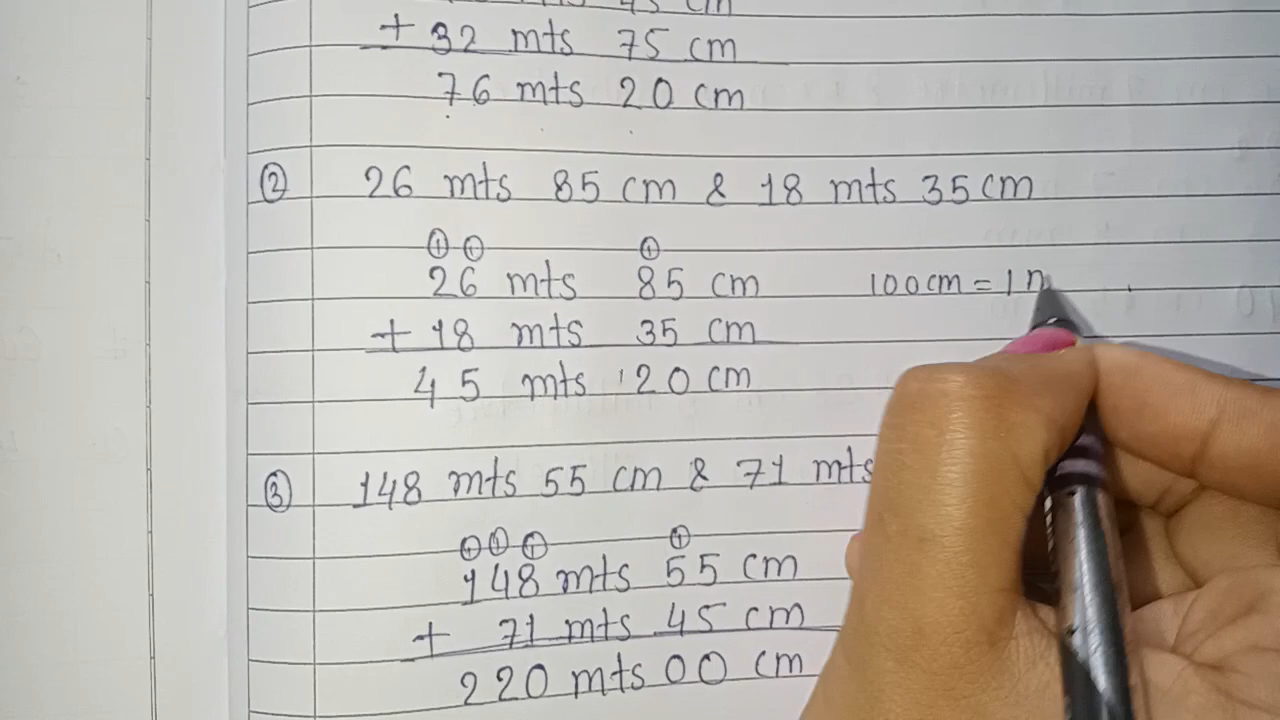 45 cm
+ 32 mts 75 cm
76 mts 20 cm
② 26 mts 85 cm & 18 mts 35 cm
① ① ①
26 mts 85 cm 100 cm = 1 m
+ 18 mts 35 cm
45 mts 120 cm
③ 148 mts 55 cm & 71 mts
① ① ① ①
148 mts 55 cm
+ 71 mts 45 cm
220 mts 00 cm